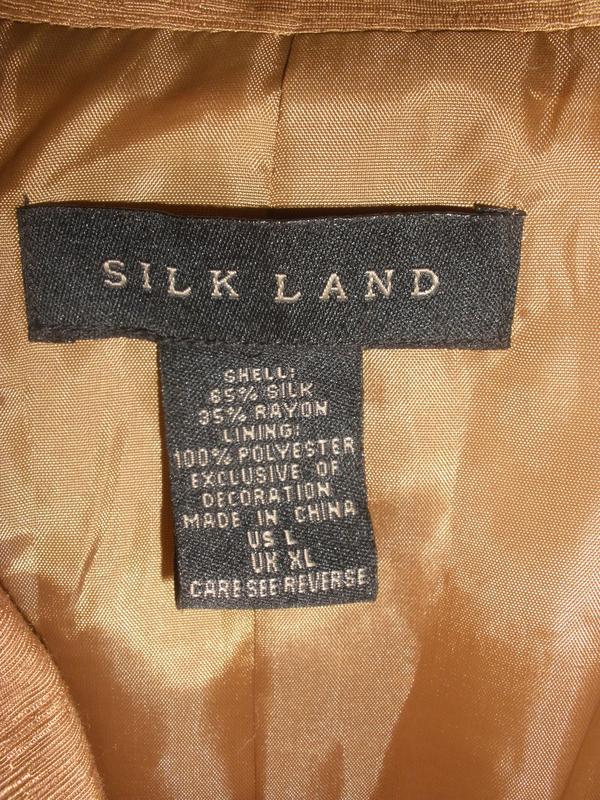 SILK LAND
SHELL:
65% SILK
35% RAYON
LINING:
100% POLYESTER
EXCLUSIVE OF
DECORATION
MADE IN CHINA
US L
UK XL
CARE SEE REVERSE